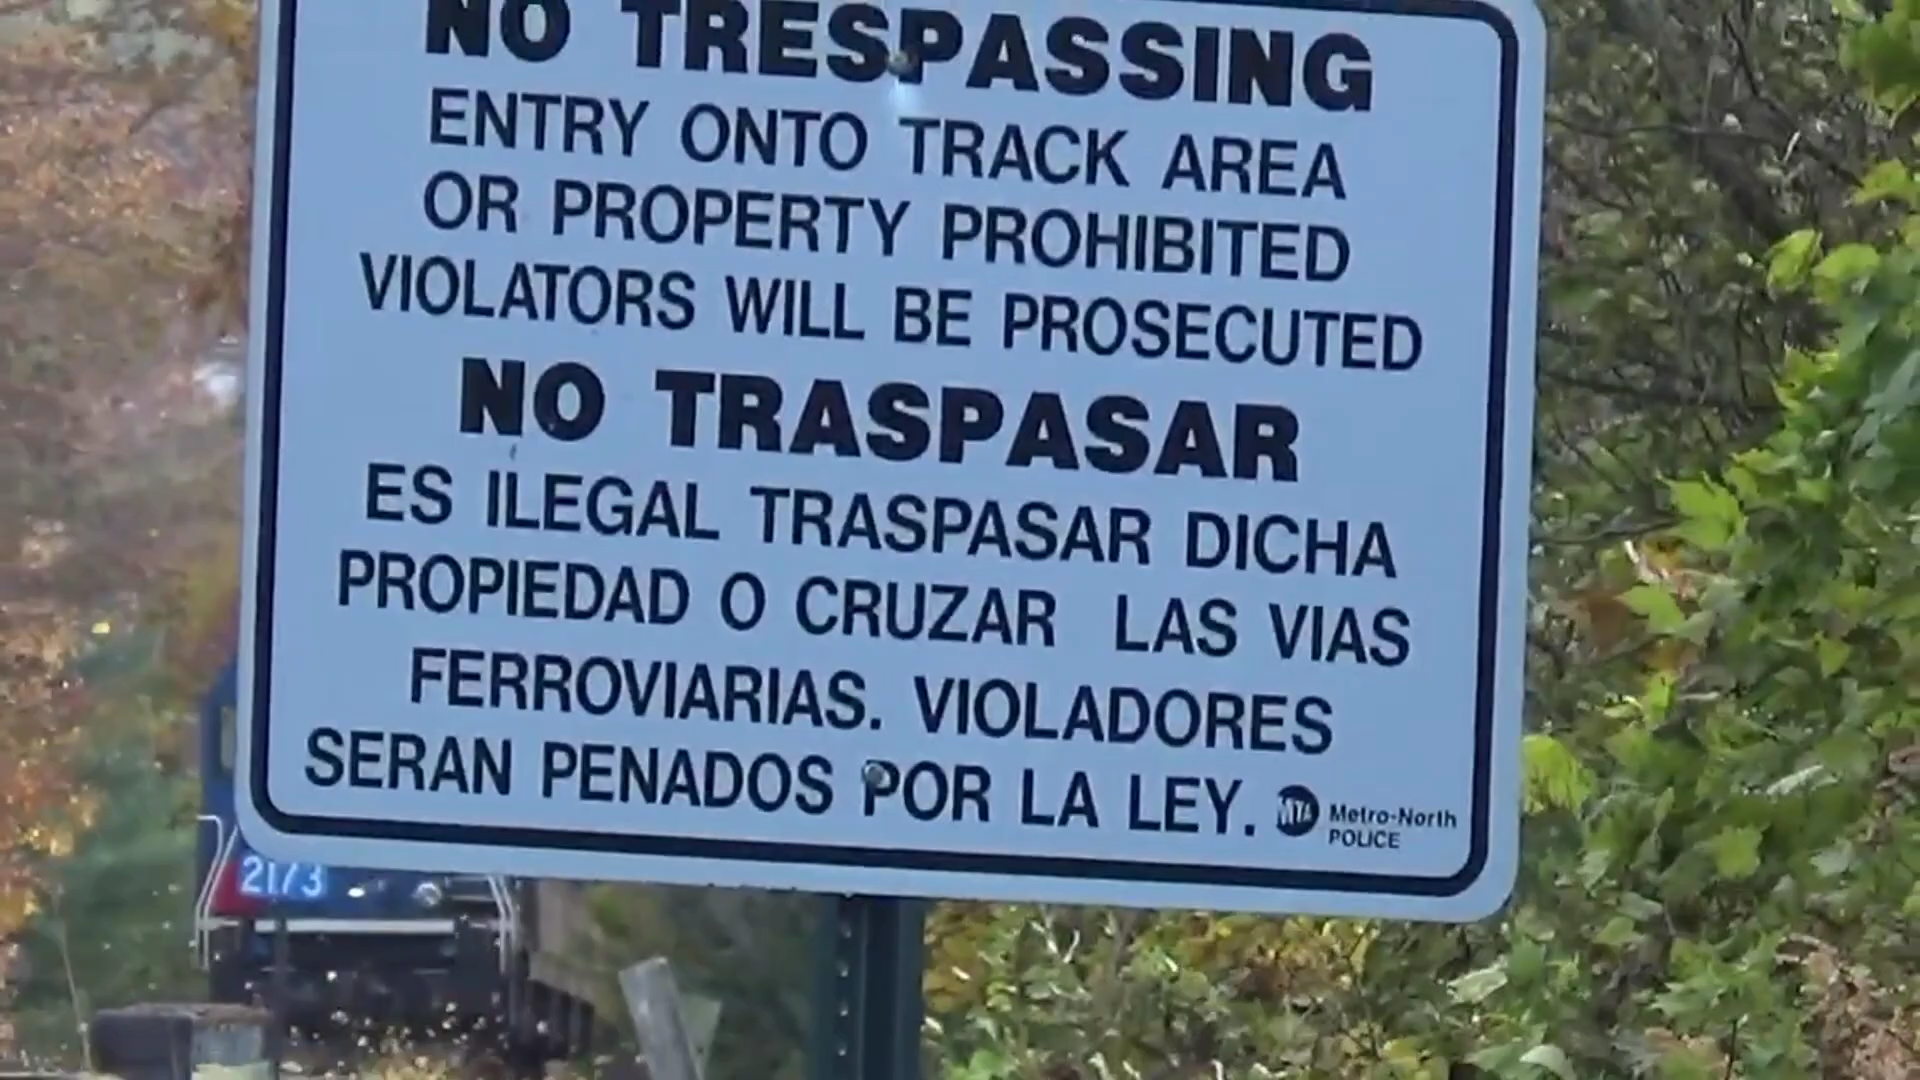 NO TRESPASSING
ENTRY ONTO TRACK AREA
OR PROPERTY PROHIBITED
VIOLATORS WILL BE PROSECUTED
NO TRASPASAR
ES ILEGAL TRASPASAR DICHA
PROPIEDAD O CRUZAR LAS VIAS
FERROVIARIAS. VIOLADORES
SERAN PENADOS POR LA LEY.
MTA Metro-North
POLICE
2173